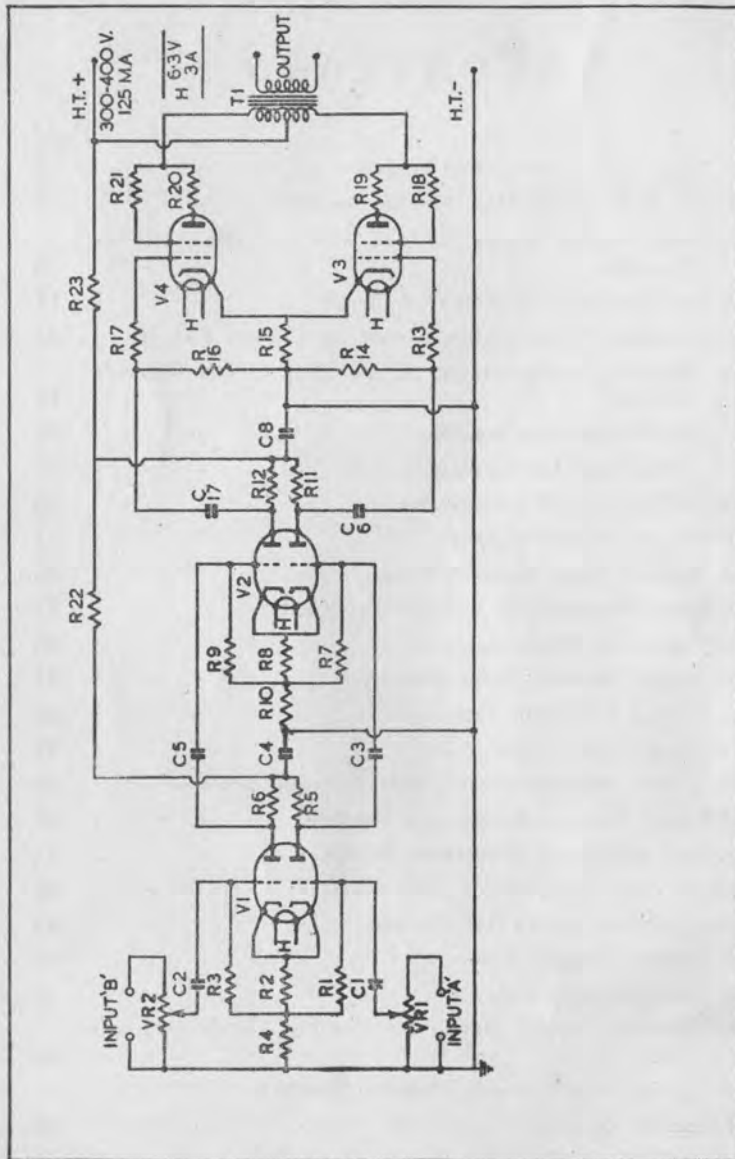 H.T.+
300-400 V.
125 MA
H 6·3V
3 A
OUTPUT
T1
H.T.-
R21
R20
R19
R18
R23
V4
H
V3
H
R17
R16
R15
R14
R13
C8
C17
R12
R11
C6
V2
H
R22
R9
R8
R7
R10
C5
C4
C3
R6
R5
V1
H
INPUT 'B'
VR2
C2
R3
R2
R1
R4
C1
VR1
INPUT 'A'